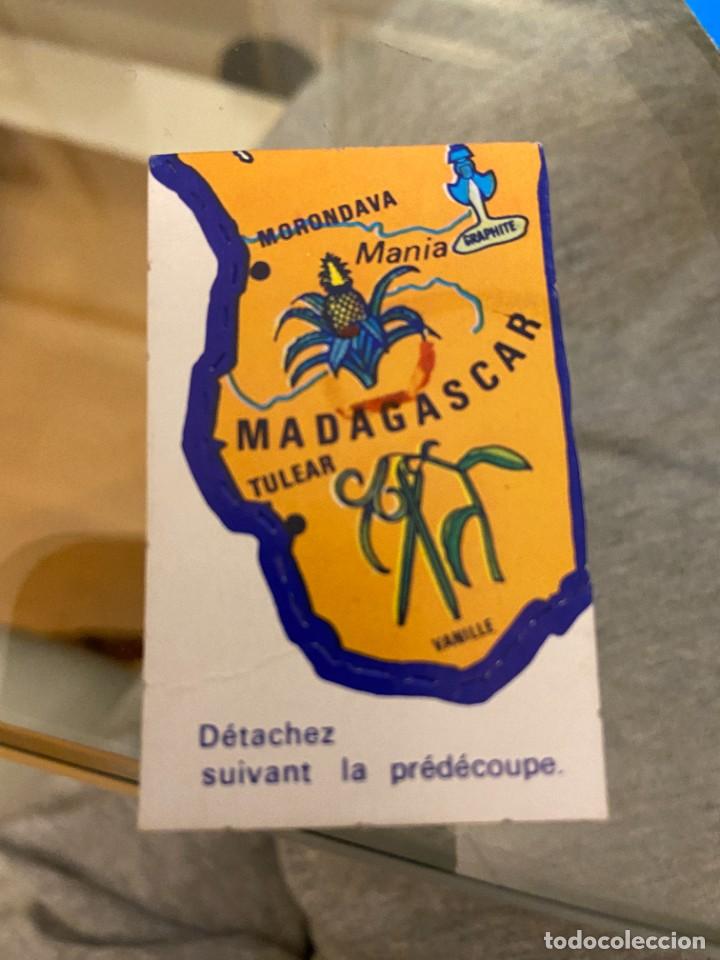 MORONDAVA
Mania
GRAPHITE
MADAGASCAR
TULEAR
VANILLE
Détachez
suivant la prédécoupe.
todocoleccion